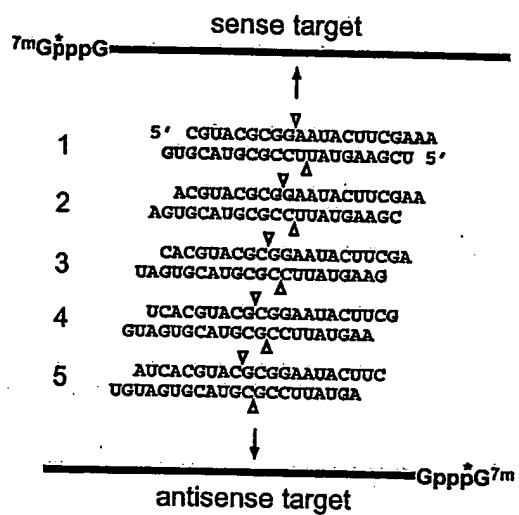 sense target
*
7mGpppG
5′ CGUACGCGGAAUACUUCGAAA
1
GUGCAUGCGCCUUAUGAAGCU 5′
ACGUACGCGGAAUACUUCGAA
2
AGUGCAUGCGCCUUAUGAAGC
CACGUACGCGGAAUACUUCGA
3
UAGUGCAUGCGCCUUAUGAAG
UCACGUACGCGGAAUACUUCG
4
GUAGUGCAUGCGCCUUAUGAA
AUCACGUACGCGGAAUACUUC
5
UGUAGUGCAUGCGCCUUAUGA
*
GpppG7m
antisense target